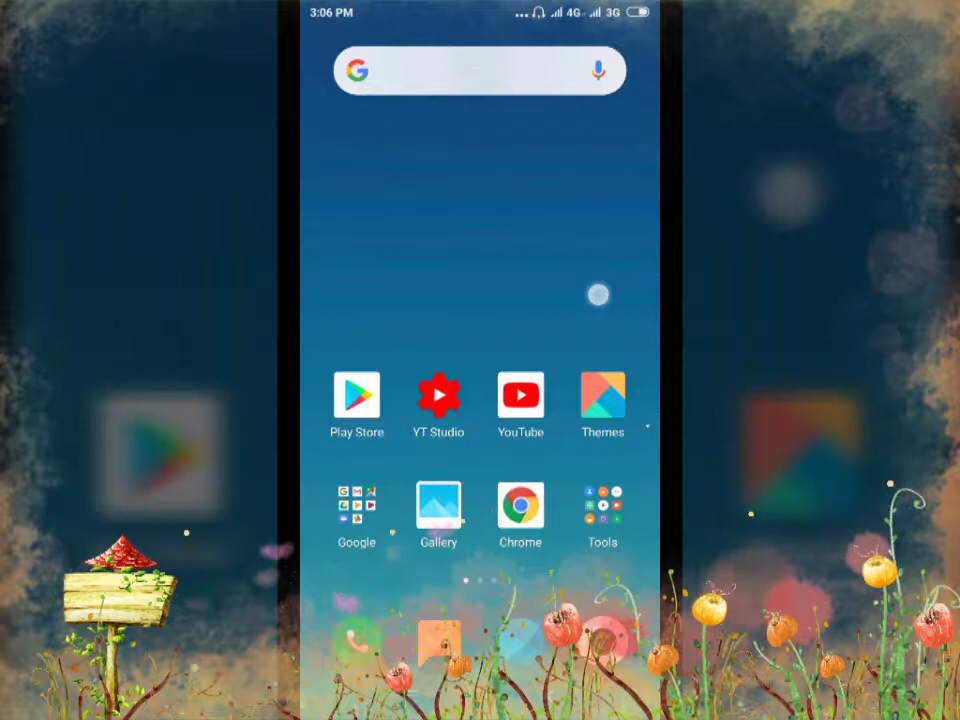 3:06 PM
4G
3G
Play Store
YT Studio
YouTube
Themes
Google
Gallery
Chrome
Tools